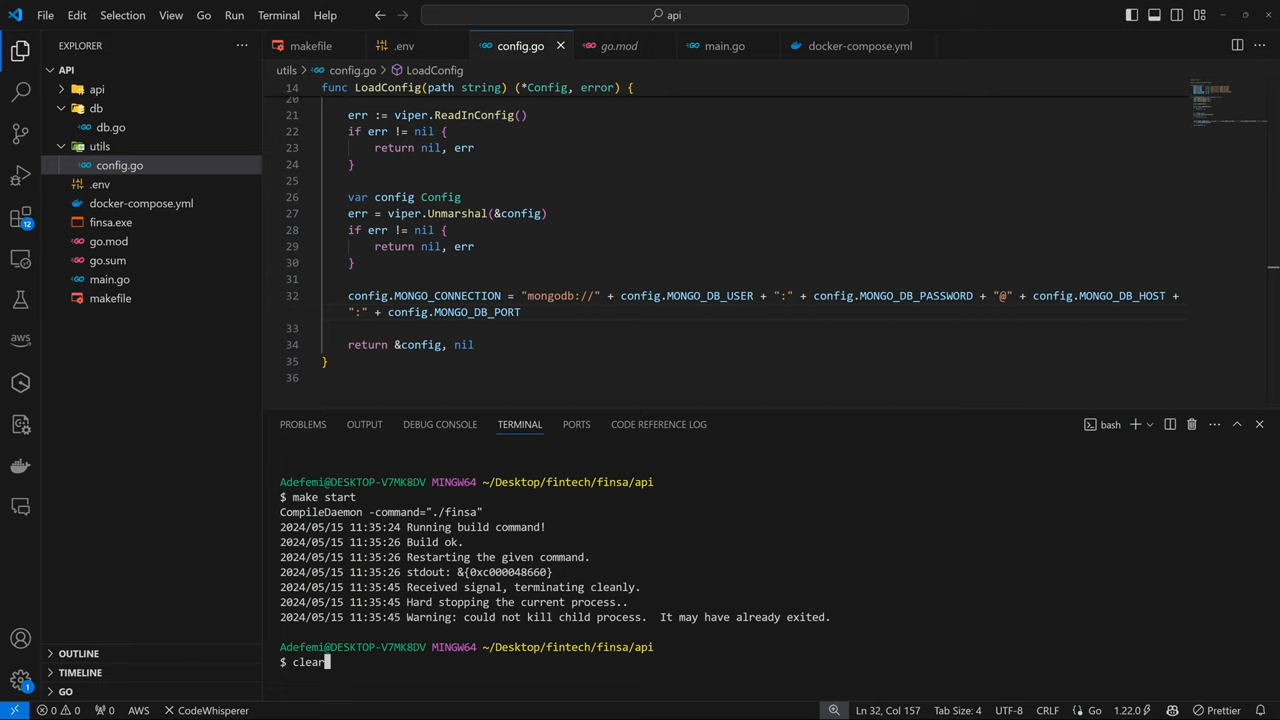 File Edit Selection View Go Run Terminal Help
api
EXPLORER
makefile
.env
config.go
go.mod
main.go
docker-compose.yml
API
api
db
db.go
utils
config.go
.env
docker-compose.yml
finsa.exe
go.mod
go.sum
main.go
makefile
12
aws
1
OUTLINE
TIMELINE
GO
utils > config.go > LoadConfig
14 func LoadConfig(path string) (*Config, error) {
20
21 err := viper.ReadInConfig()
22 if err != nil {
23 return nil, err
24 }
25
26 var config Config
27 err = viper.Unmarshal(&config)
28 if err != nil {
29 return nil, err
30 }
31
32 config.MONGO_CONNECTION = "mongodb://" + config.MONGO_DB_USER + ":" + config.MONGO_DB_PASSWORD + "@" + config.MONGO_DB_HOST +
":" + config.MONGO_DB_PORT
33
34 return &config, nil
35 }
36
PROBLEMS OUTPUT DEBUG CONSOLE TERMINAL PORTS CODE REFERENCE LOG
bash
Adefemi@DESKTOP-V7MK8DV MINGW64 ~/Desktop/fintech/finsa/api
$ make start
CompileDaemon -command="./finsa"
2024/05/15 11:35:24 Running build command!
2024/05/15 11:35:26 Build ok.
2024/05/15 11:35:26 Restarting the given command.
2024/05/15 11:35:26 stdout: &{0xc000048660}
2024/05/15 11:35:45 Received signal, terminating cleanly.
2024/05/15 11:35:45 Hard stopping the current process..
2024/05/15 11:35:45 Warning: could not kill child process.  It may have already exited.
Adefemi@DESKTOP-V7MK8DV MINGW64 ~/Desktop/fintech/finsa/api
$ clear
0 0 0 AWS CodeWhisperer Ln 32, Col 157 Tab Size: 4 UTF-8 CRLF Go 1.22.0 Prettier